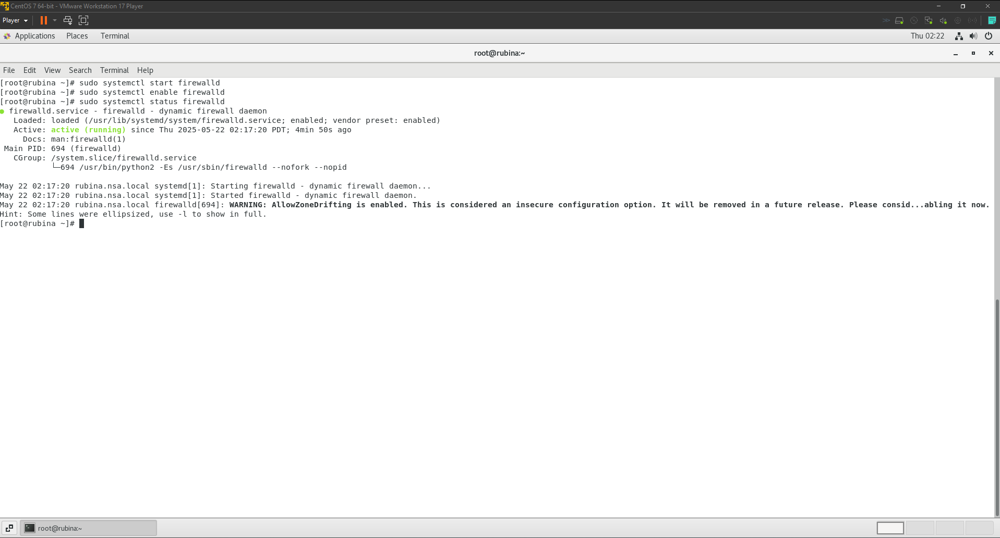 CentOS 7 64-bit - VMware Workstation 17 Player
Player
Applications Places Terminal Thu 02:22
root@rubina:~
File Edit View Search Terminal Help
[root@rubina ~]# sudo systemctl start firewalld
[root@rubina ~]# sudo systemctl enable firewalld
[root@rubina ~]# sudo systemctl status firewalld
● firewalld.service - firewalld - dynamic firewall daemon
   Loaded: loaded (/usr/lib/systemd/system/firewalld.service; enabled; vendor preset: enabled)
   Active: active (running) since Thu 2025-05-22 02:17:20 PDT; 4min 50s ago
     Docs: man:firewalld(1)
 Main PID: 694 (firewalld)
   CGroup: /system.slice/firewalld.service
           └─694 /usr/bin/python2 -Es /usr/sbin/firewalld --nofork --nopid
May 22 02:17:20 rubina.nsa.local systemd[1]: Starting firewalld - dynamic firewall daemon...
May 22 02:17:20 rubina.nsa.local systemd[1]: Started firewalld - dynamic firewall daemon.
May 22 02:17:20 rubina.nsa.local firewalld[694]: WARNING: AllowZoneDrifting is enabled. This is considered an insecure configuration option. It will be removed in a future release. Please consid...abling it now.
Hint: Some lines were ellipsized, use -l to show in full.
[root@rubina ~]#
root@rubina:~